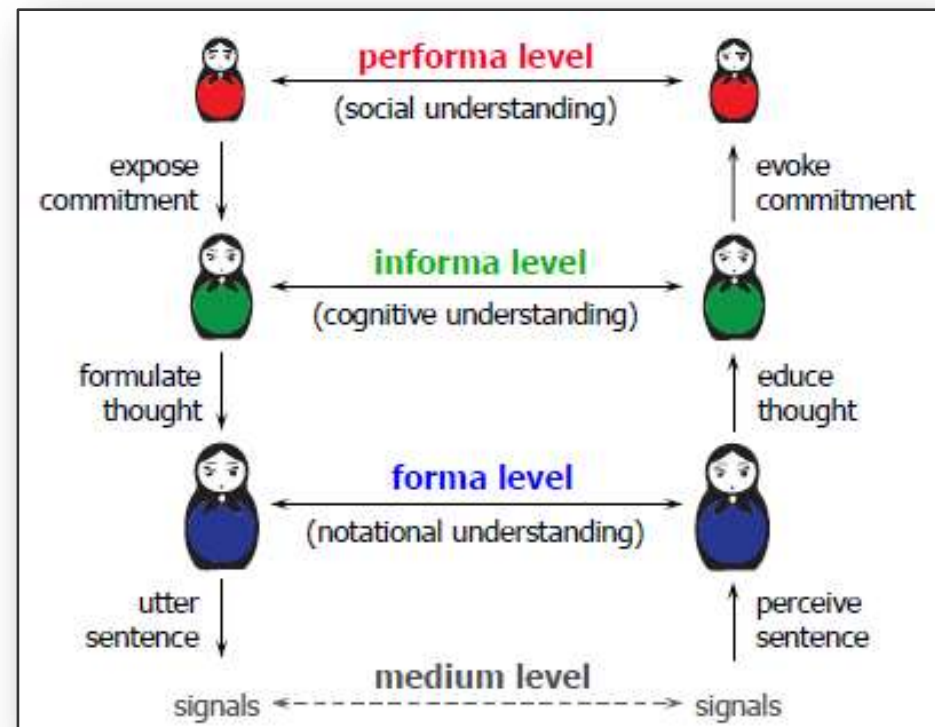 performa level
(social understanding)
expose
commitment
evoke
commitment
informa level
(cognitive understanding)
formulate
thought
educe
thought
forma level
(notational understanding)
utter
sentence
perceive
sentence
medium level
signals
signals